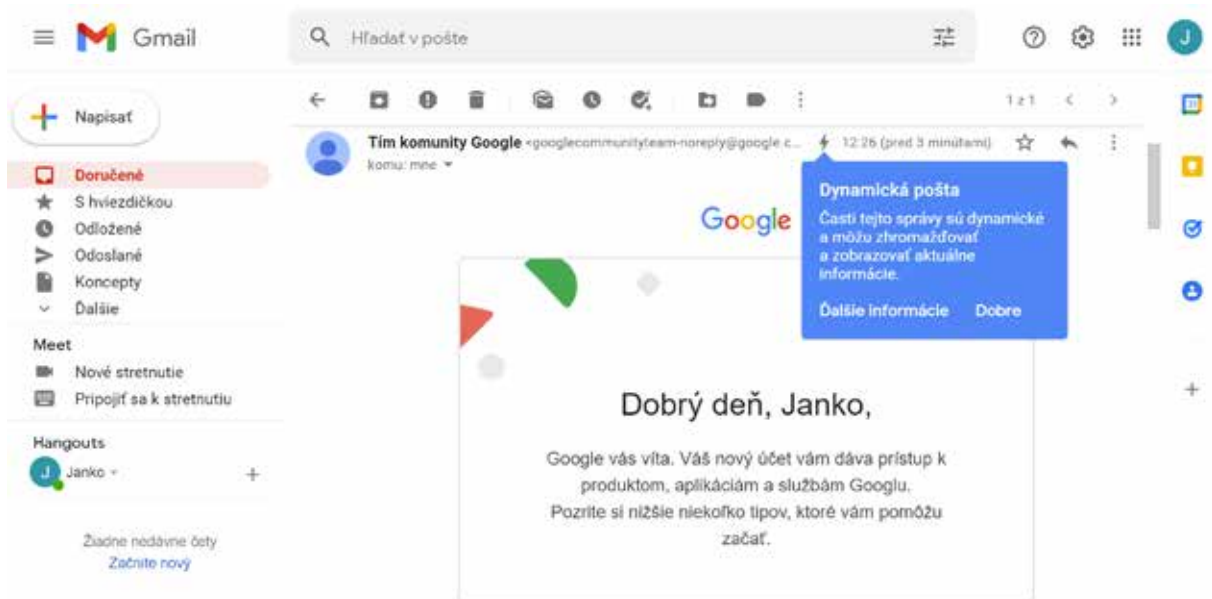 Gmail
Hľadať v pošte
J
Napísať
1 z 1
Tím komunity Google <googlecommunityteam-noreply@google.c... 12:26 (pred 3 minútami)
komu: mne
Doručené
S hviezdičkou
Odložené
Odoslané
Koncepty
Ďalšie
Meet
Nové stretnutie
Pripojiť sa k stretnutiu
Hangouts
J Janko
Žiadne nedávne čety
Začnite nový
Google
Dynamická pošta
Časti tejto správy sú dynamické
a môžu zhromažďovať
a zobrazovať aktuálne
informácie.
Ďalšie informácie Dobre
Dobrý deň, Janko,
Google vás víta. Váš nový účet vám dáva prístup k
produktom, aplikáciám a službám Googlu.
Pozrite si nižšie niekoľko tipov, ktoré vám pomôžu
začať.
31